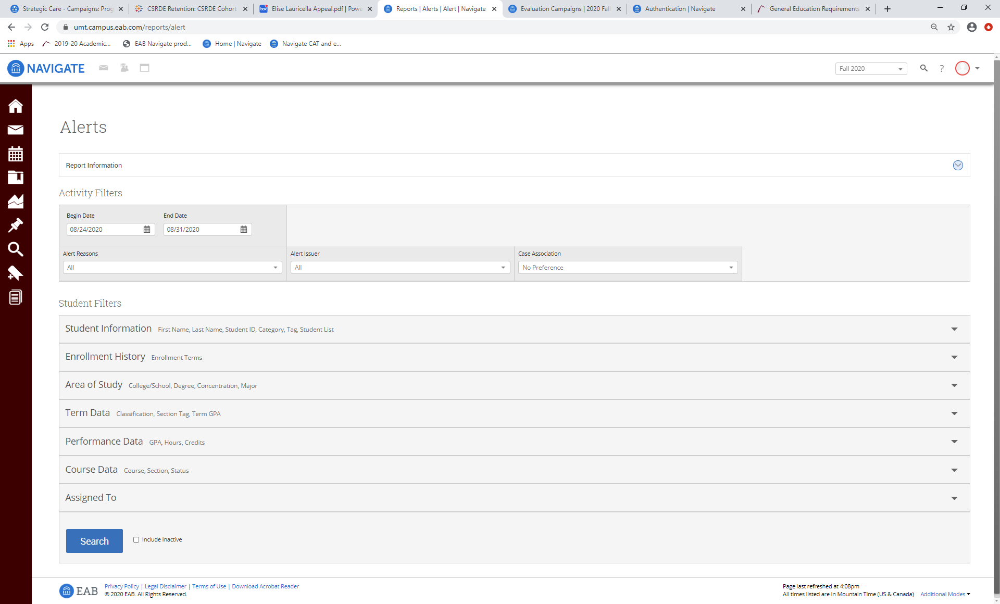 Strategic Care - Campaigns: Prog
CSRDE Retention: CSRDE Cohort
Elise Lauricella Appeal.pdf | Powe
Reports | Alerts | Alert | Navigate
Evaluation Campaigns | 2020 Fall
Authentication | Navigate
General Education Requirements
umt.campus.eab.com/reports/alert
Apps
2019-20 Academic...
EAB Navigate prod...
Home | Navigate
Navigate CAT and e...
NAVIGATE
Fall 2020
?
Alerts
Report Information
Activity Filters
Begin Date
End Date
08/24/2020
08/31/2020
Alert Reasons
Alert Issuer
Case Association
All
All
No Preference
Student Filters
Student Information First Name, Last Name, Student ID, Category, Tag, Student List
Enrollment History Enrollment Terms
Area of Study College/School, Degree, Concentration, Major
Term Data Classification, Section Tag, Term GPA
Performance Data GPA, Hours, Credits
Course Data Course, Section, Status
Assigned To
Search
Include Inactive
EAB
Privacy Policy | Legal Disclaimer | Terms of Use | Download Acrobat Reader
© 2020 EAB. All Rights Reserved.
Page last refreshed at 4:08pm
All times listed are in Mountain Time (US & Canada)
Additional Modes